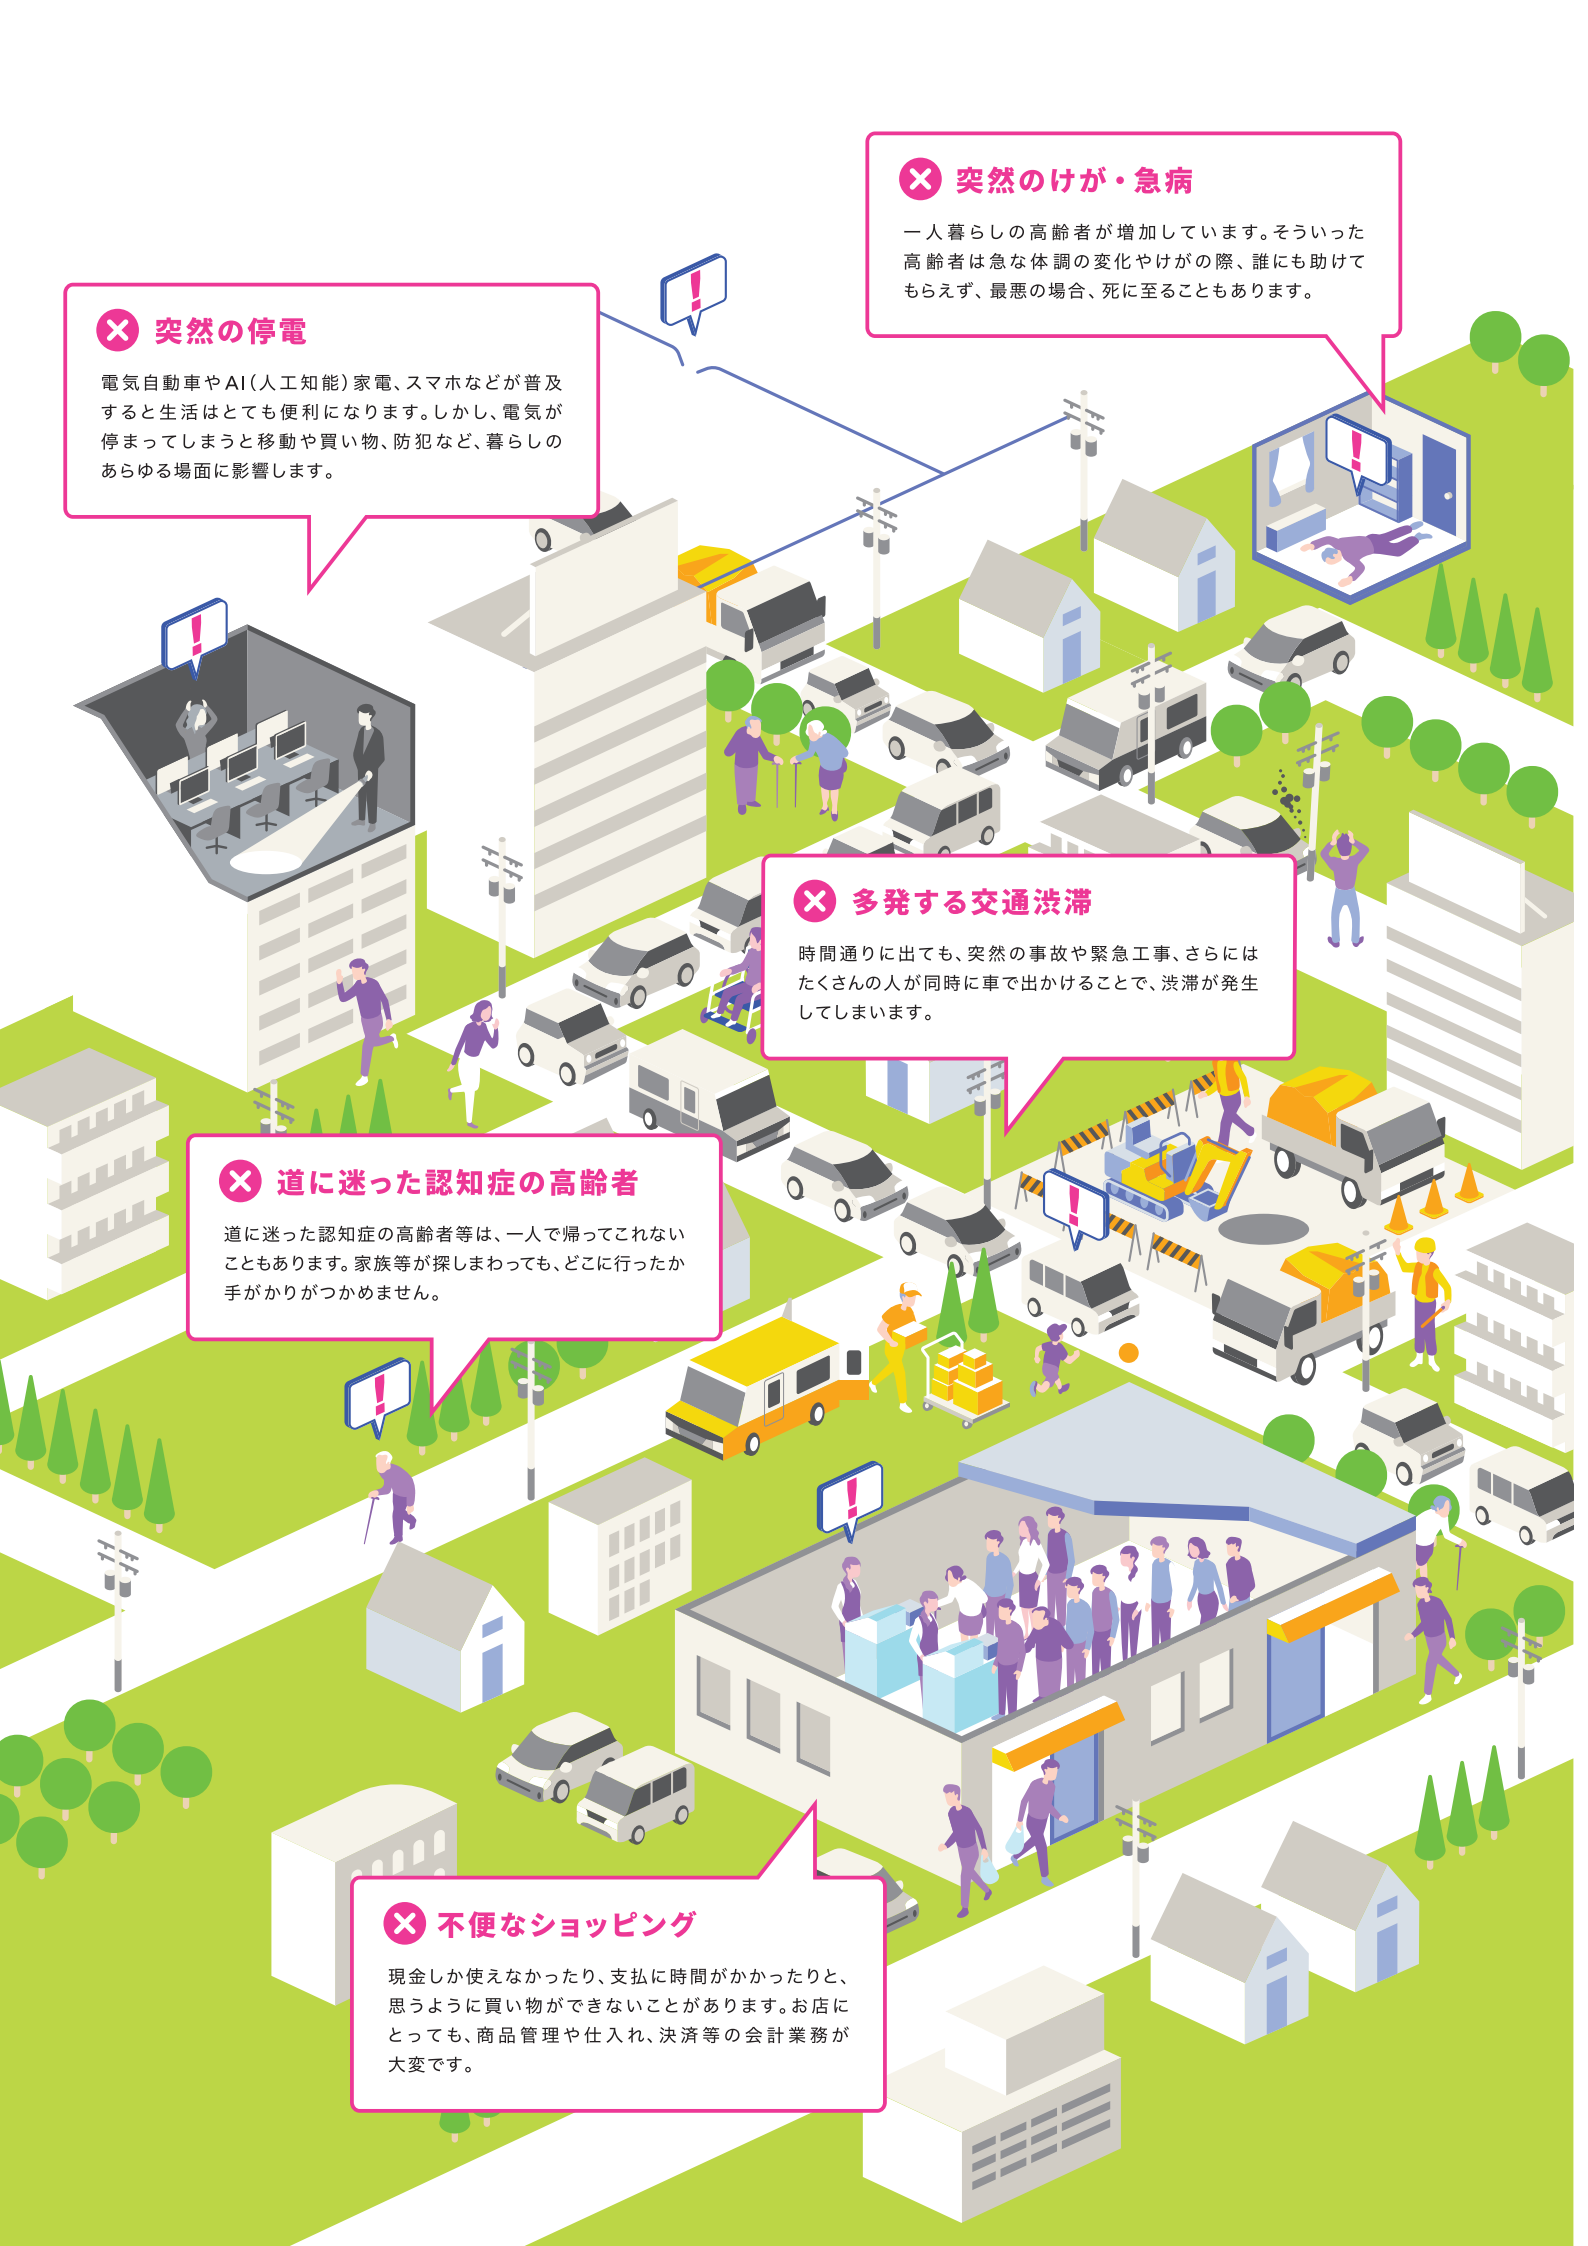 突然のけが・急病
一人暮らしの高齢者が増加しています。そういった
高齢者は急な体調の変化やけがの際、誰にも助けて
もらえず、最悪の場合、死に至ることもあります。
突然の停電
電気自動車やAI（人工知能）家電、スマホなどが普及
すると生活はとても便利になります。しかし、電気が
停まってしまうと移動や買い物、防犯など、暮らしの
あらゆる場面に影響します。
多発する交通渋滞
時間通りに出ても、突然の事故や緊急工事、さらには
たくさんの人が同時に車で出かけることで、渋滞が発生
してしまいます。
道に迷った認知症の高齢者
道に迷った認知症の高齢者等は、一人で帰ってこれない
こともあります。家族等が探しまわっても、どこに行ったか
手がかりがつかめません。
不便なショッピング
現金しか使えなかったり、支払に時間がかかったりと、
思うように買い物ができないことがあります。お店に
とっても、商品管理や仕入れ、決済等の会計業務が
大変です。